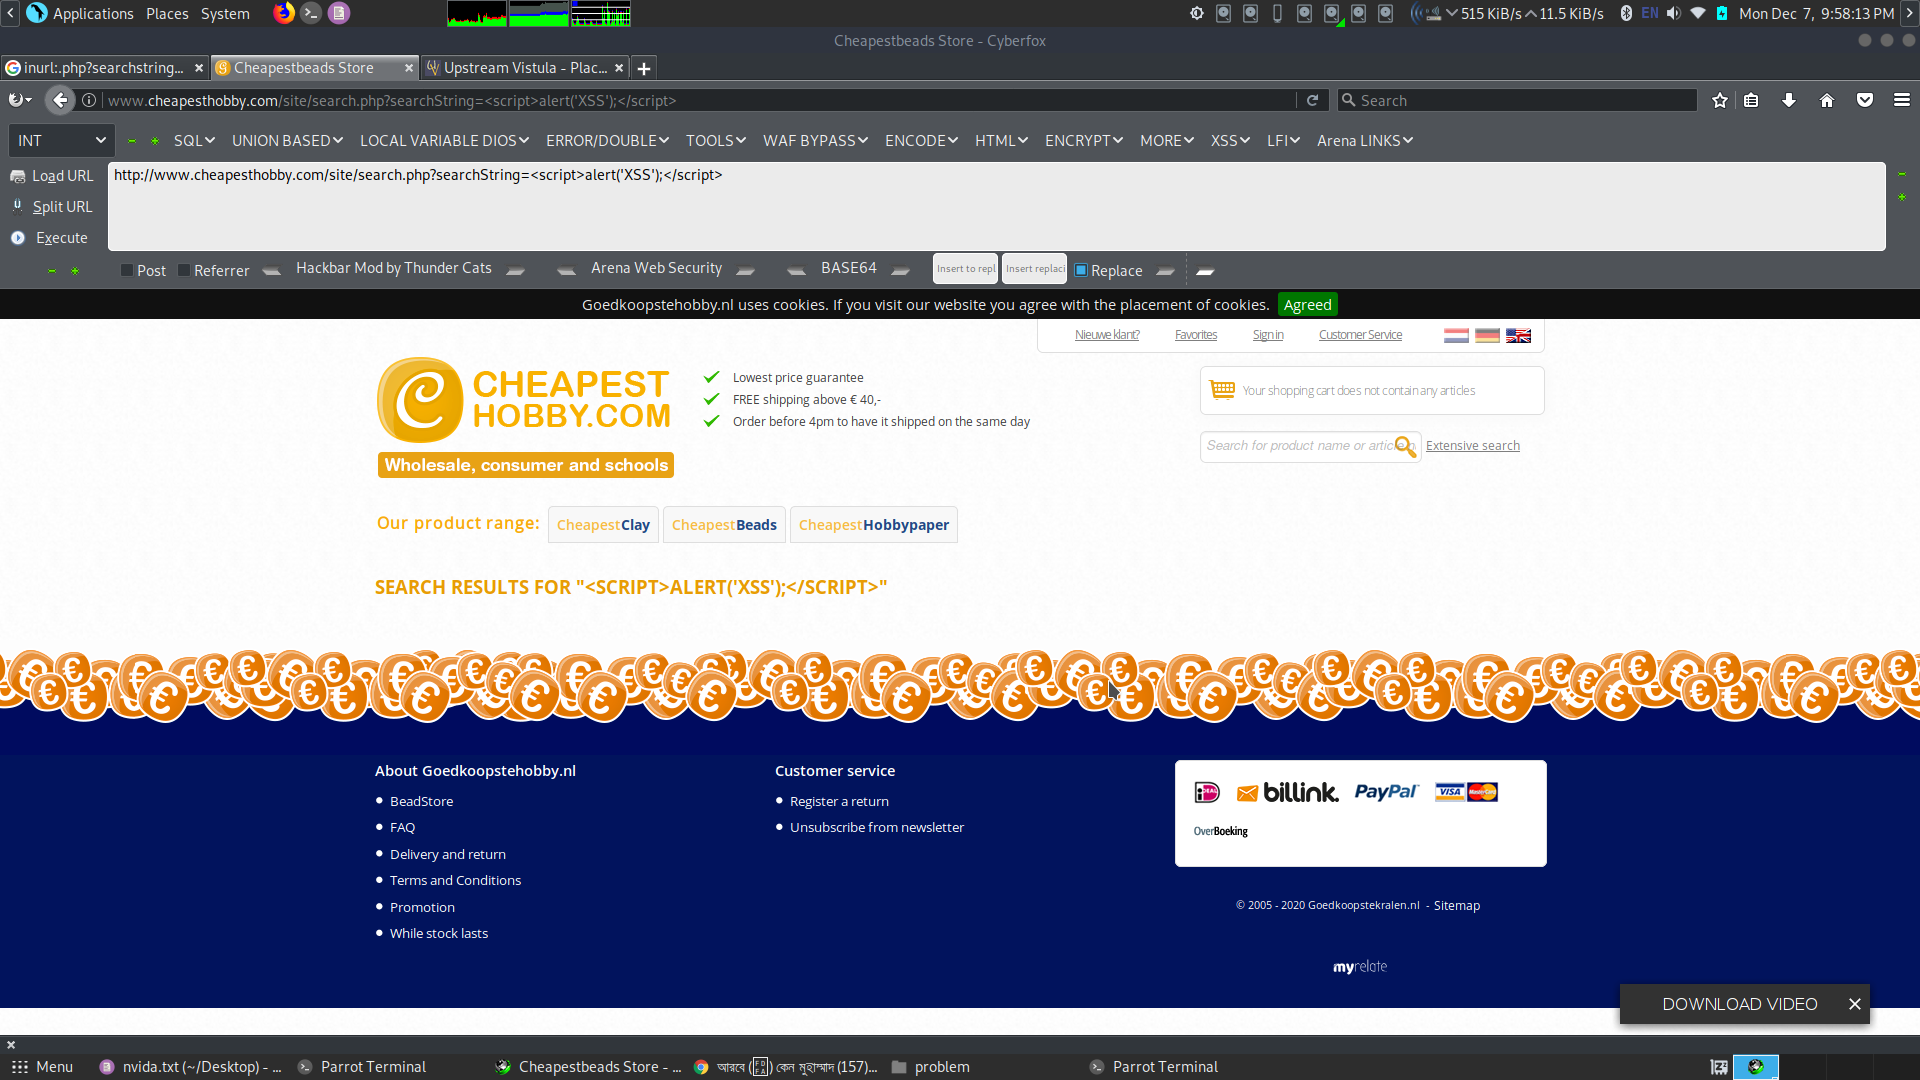 Applications Places System
515 KiB/s 11.5 KiB/s EN Mon Dec 7, 9:58:13 PM
Cheapestbeads Store - Cyberfox
inurl:.php?searchstring... Cheapestbeads Store Upstream Vistula - Plac...
www.cheapesthobby.com/site/search.php?searchString=<script>alert('XSS');</script> Search
INT SQL UNION BASED LOCAL VARIABLE DIOS ERROR/DOUBLE TOOLS WAF BYPASS ENCODE HTML ENCRYPT MORE XSS LFI Arena LINKS
Load URL http://www.cheapesthobby.com/site/search.php?searchString=<script>alert('XSS');</script>
Split URL
Execute
Post Referrer Hackbar Mod by Thunder Cats Arena Web Security BASE64 Insert to repl Insert replaci Replace
Goedkoopstehobby.nl uses cookies. If you visit our website you agree with the placement of cookies. Agreed
Nieuwe klant? Favorites Sign in Customer Service
CHEAPEST
HOBBY.COM
Wholesale, consumer and schools
Lowest price guarantee
FREE shipping above € 40,-
Order before 4pm to have it shipped on the same day
Your shopping cart does not contain any articles
Search for product name or article Extensive search
Our product range: CheapestClay CheapestBeads CheapestHobbypaper
SEARCH RESULTS FOR "<SCRIPT>ALERT('XSS');</SCRIPT>"
About Goedkoopstehobby.nl
BeadStore
FAQ
Delivery and return
Terms and Conditions
Promotion
While stock lasts
Customer service
Register a return
Unsubscribe from newsletter
iDEAL billink. PayPal VISA MasterCard
OverBoeking
© 2005 - 2020 Goedkoopstekralen.nl - Sitemap
myrelate
DOWNLOAD VIDEO
Menu nvida.txt (~/Desktop) - ... Parrot Terminal Cheapestbeads Store - ... আরবে (ﷺ) কেন মুহাম্মাদ (157)... problem Parrot Terminal